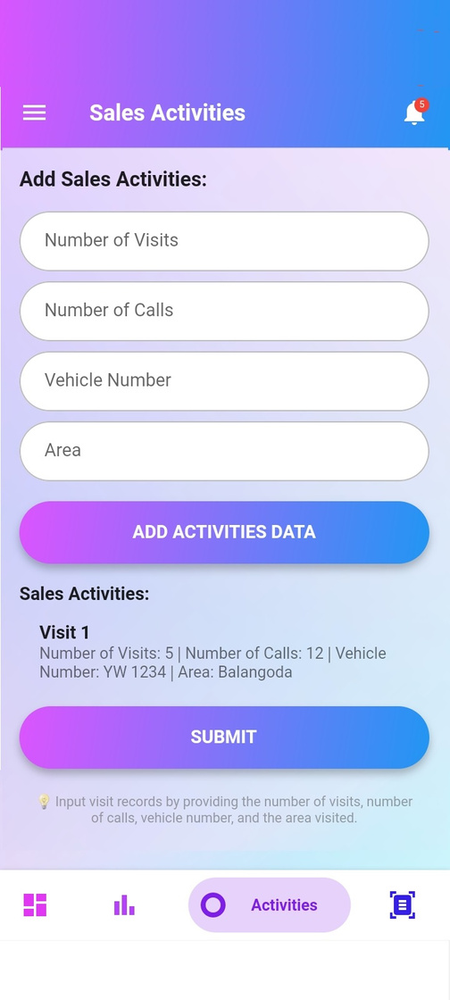 Sales Activities
5
Add Sales Activities:
Number of Visits
Number of Calls
Vehicle Number
Area
ADD ACTIVITIES DATA
Sales Activities:
Visit 1
Number of Visits: 5 | Number of Calls: 12 | Vehicle
Number: YW 1234 | Area: Balangoda
SUBMIT
💡 Input visit records by providing the number of visits, number
of calls, vehicle number, and the area visited.
Activities